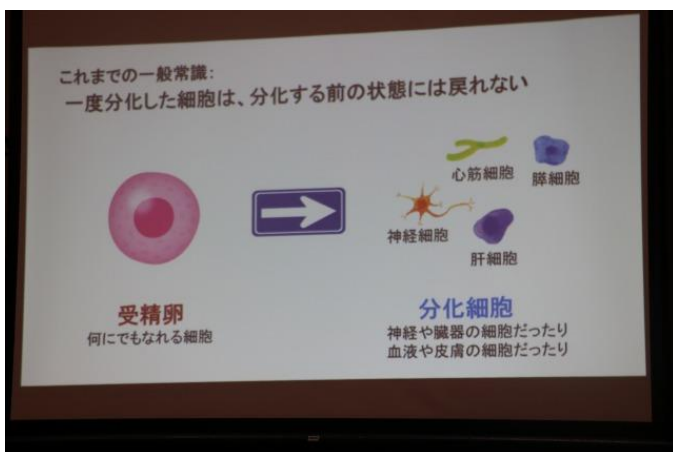 これまでの一般常識：
一度分化した細胞は、分化する前の状態には戻れない
心筋細胞
膵細胞
神経細胞
肝細胞
受精卵
何にでもなれる細胞
分化細胞
神経や臓器の細胞だったり
血液や皮膚の細胞だったり